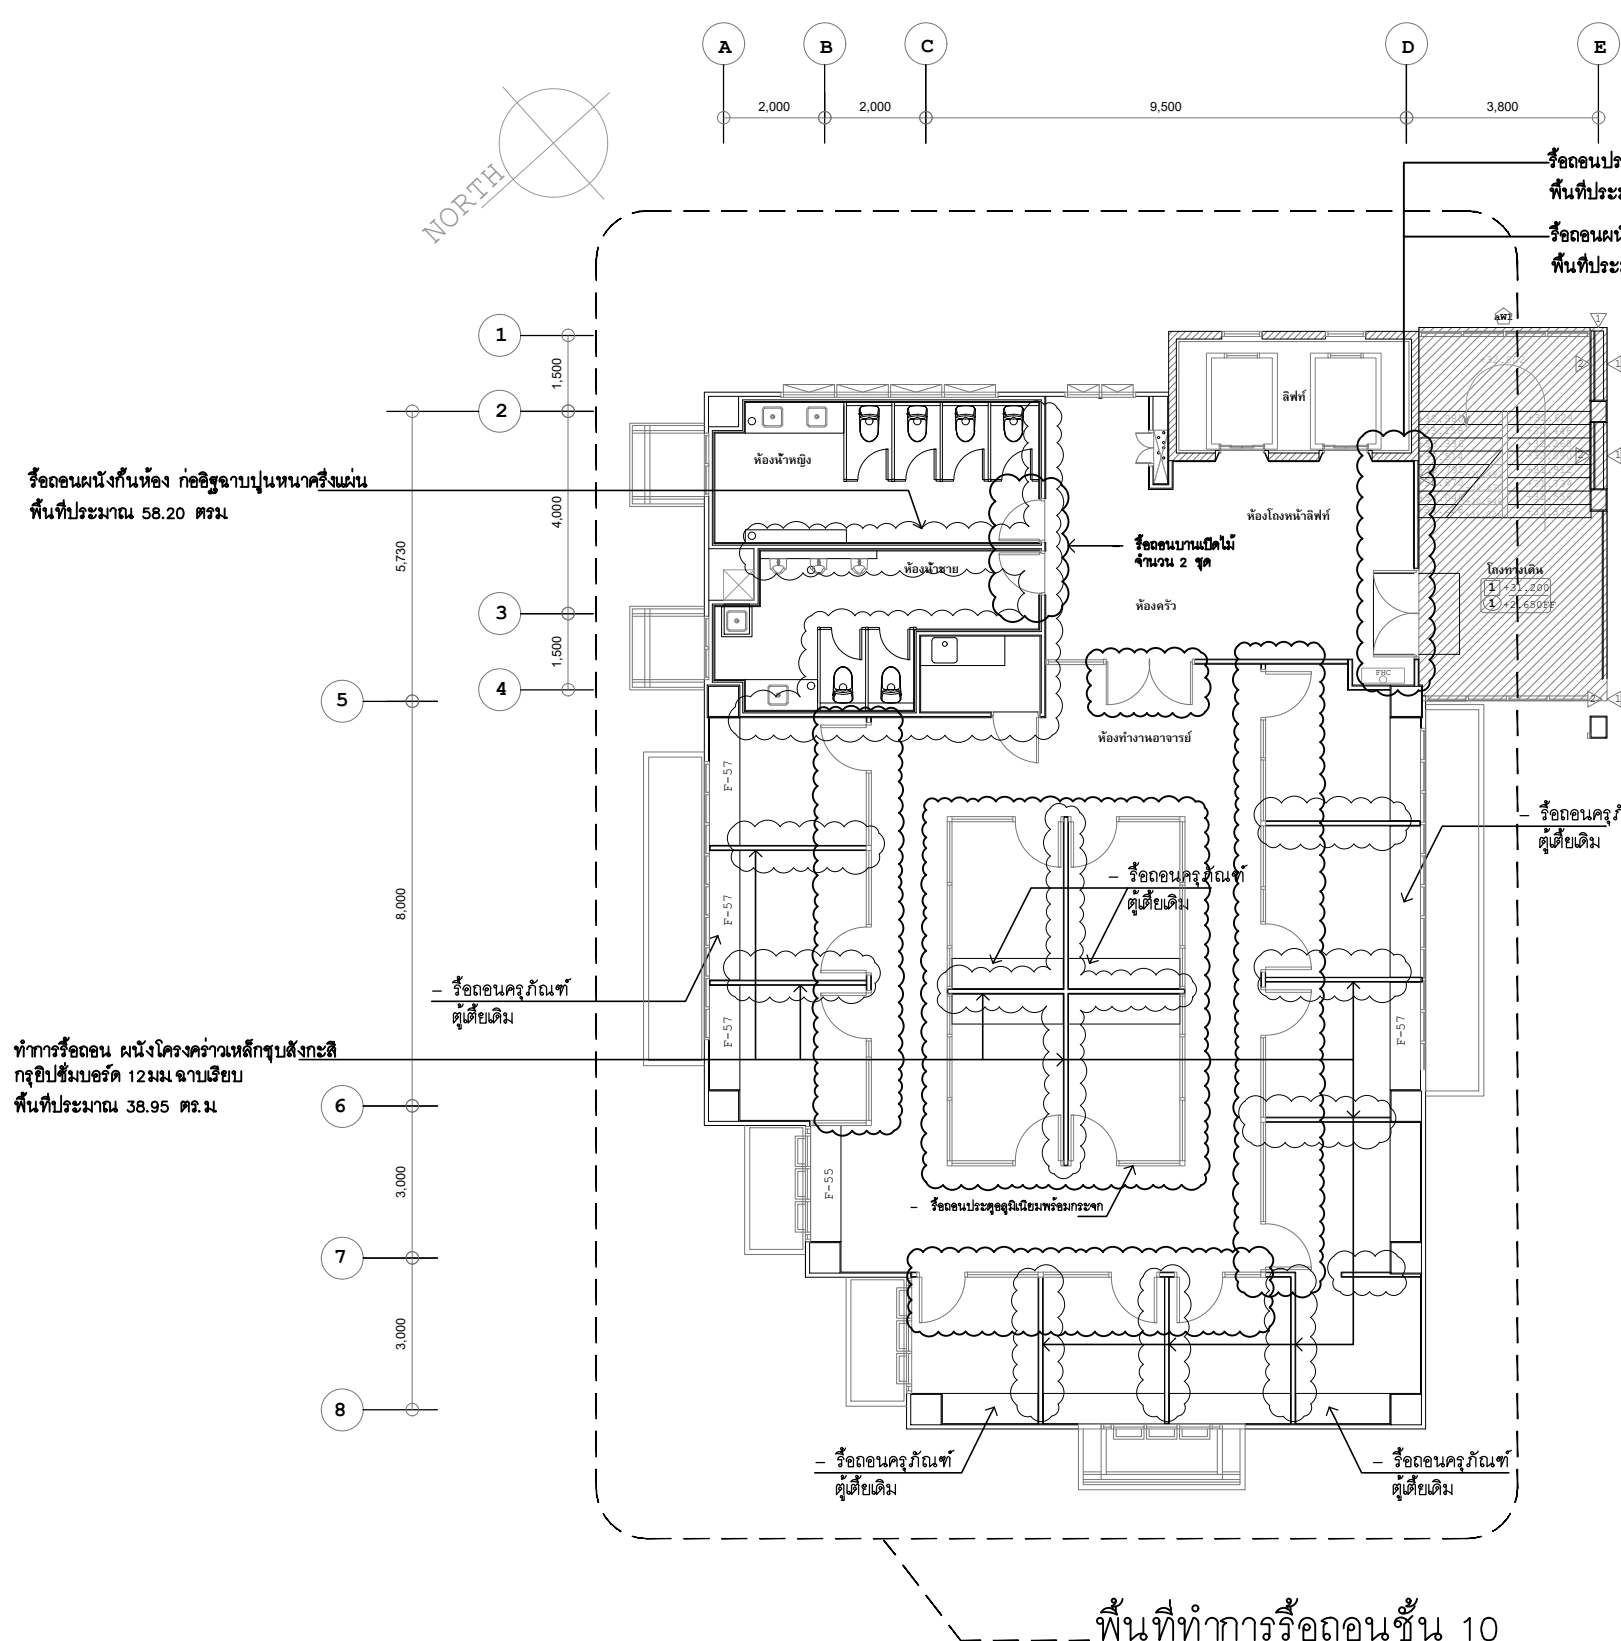 A B C D E
2,000 2,000 9,500 3,800
NORTH
รื้อถอนปร
พื้นที่ประม
รื้อถอนผนั
พื้นที่ประม
1
1,500
2
4,000
3
1,500
4
5
5,730
8,000
6
3,000
7
3,000
8
ลิฟท์
ห้องน้ำหญิง
รื้อถอนผนังกั้นห้อง ก่ออิฐฉาบปูนหนาครึ่งแผ่น
พื้นที่ประมาณ 58.20 ตรม
ห้องโถงหน้าลิฟท์
รื้อถอนบานเปิดไม้
จำนวน 2 ชุด
ห้องน้ำชาย
โถงทางเดิน
1 +31.200
1 +2.650FF
ห้องครัว
FHC
ห้องทำงานอาจารย์
F-57
F-57
F-57
F-57
F-55
– รื้อถอนครุภั
ตู้เตี้ยเดิม
– รื้อถอนครุภัณฑ์
ตู้เตี้ยเดิม
– รื้อถอนครุภัณฑ์
ตู้เตี้ยเดิม
ทำการรื้อถอน ผนังโครงคร่าวเหล็กชุบสังกะสี
กรุยิปซั่มบอร์ด 12มม.ฉาบเรียบ
พื้นที่ประมาณ 38.95 ตร.ม.
– รื้อถอนประตูอลูมิเนียมพร้อมกระจก
– รื้อถอนครุภัณฑ์
ตู้เตี้ยเดิม
– รื้อถอนครุภัณฑ์
ตู้เตี้ยเดิม
พื้นที่ทำการรื้อถอนชั้น 10